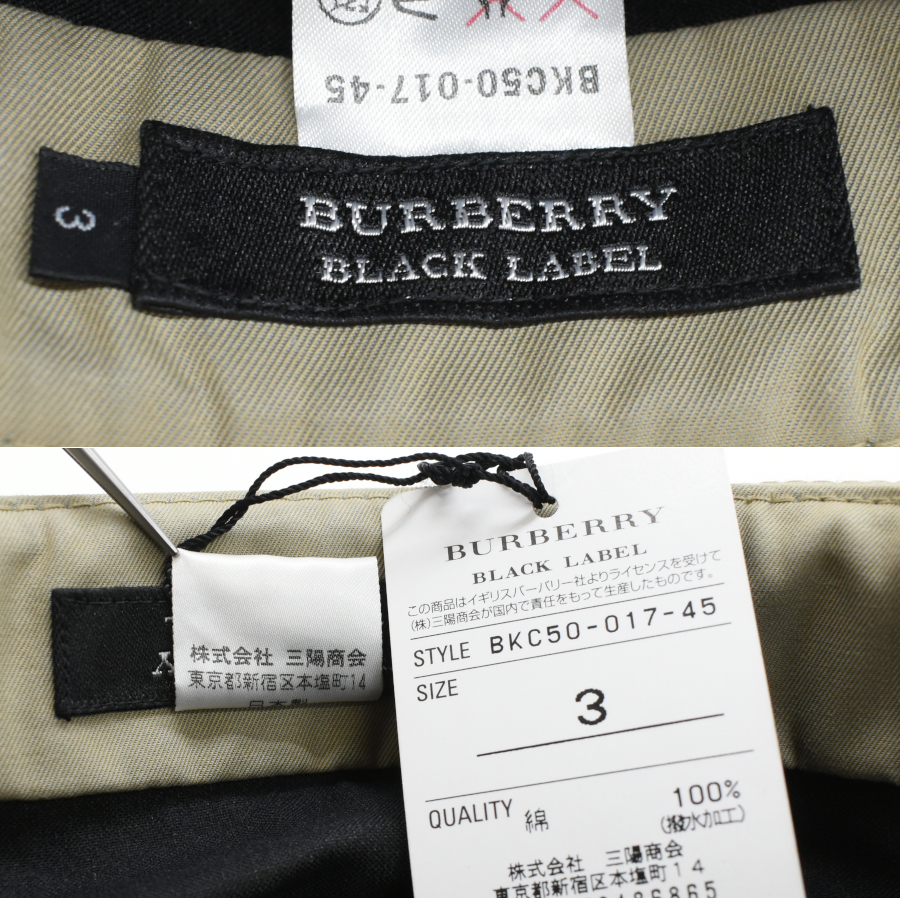 BKC50-017-45
BURBERRY
BLACK LABEL
3
株式会社 三陽商会
東京都新宿区本塩町14
日本製
BURBERRY
BLACK LABEL
この商品はイギリスバーバリー社よりライセンスを受けて
(株)三陽商会が国内で責任をもって生産したものです。
STYLE BKC50-017-45
SIZE
3
QUALITY 綿 100%
(撥水加工)
株式会社 三陽商会
東京都新宿区本塩町14